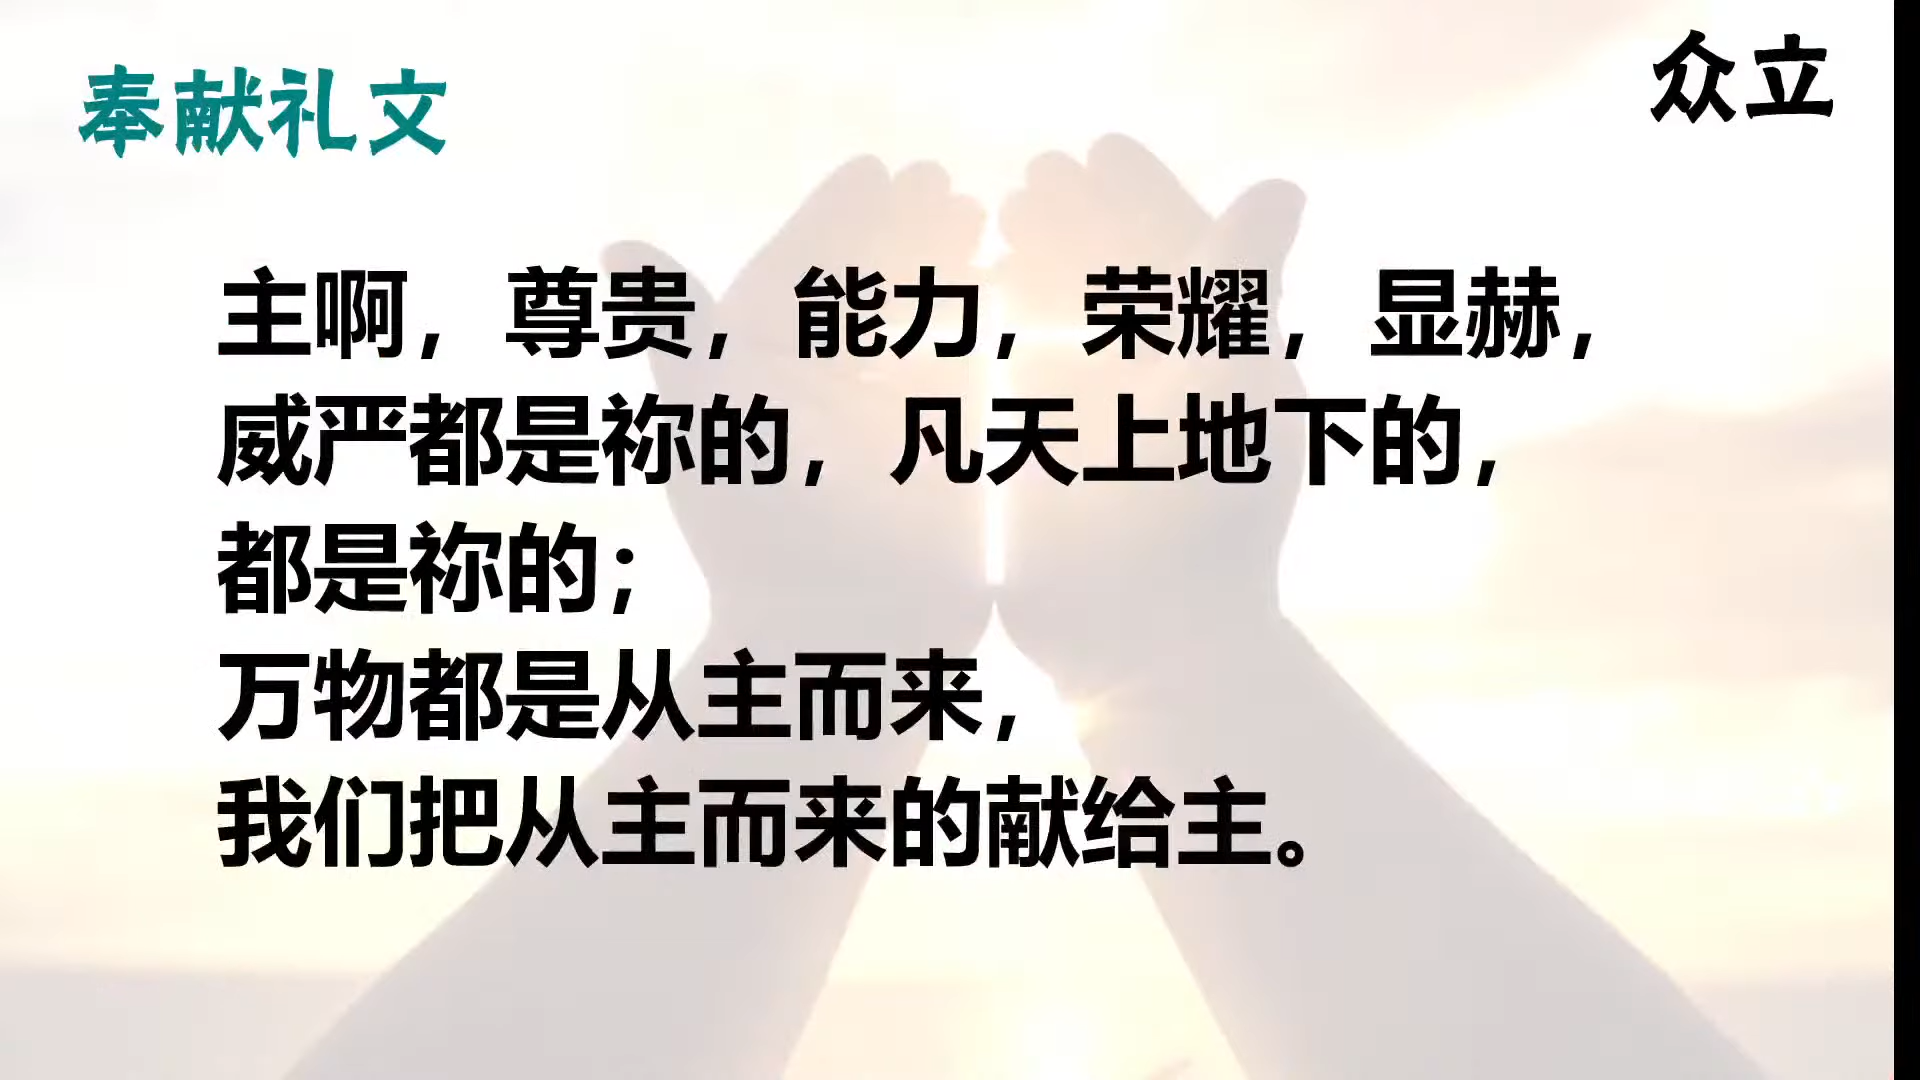 奉献礼文
众立
主啊，尊贵，能力，荣耀，显赫，
威严都是祢的，凡天上地下的，
都是祢的；
万物都是从主而来，
我们把从主而来的献给主。